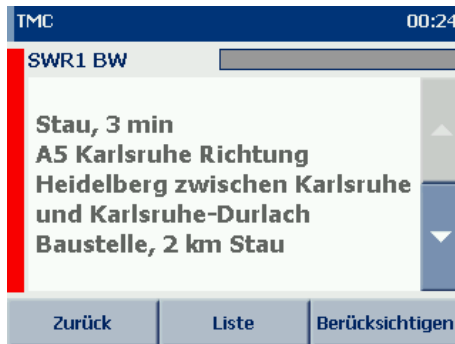 TMC 00:24
SWR1 BW
Stau, 3 min
A5 Karlsruhe Richtung
Heidelberg zwischen Karlsruhe
und Karlsruhe-Durlach
Baustelle, 2 km Stau
Zurück Liste Berücksichtigen